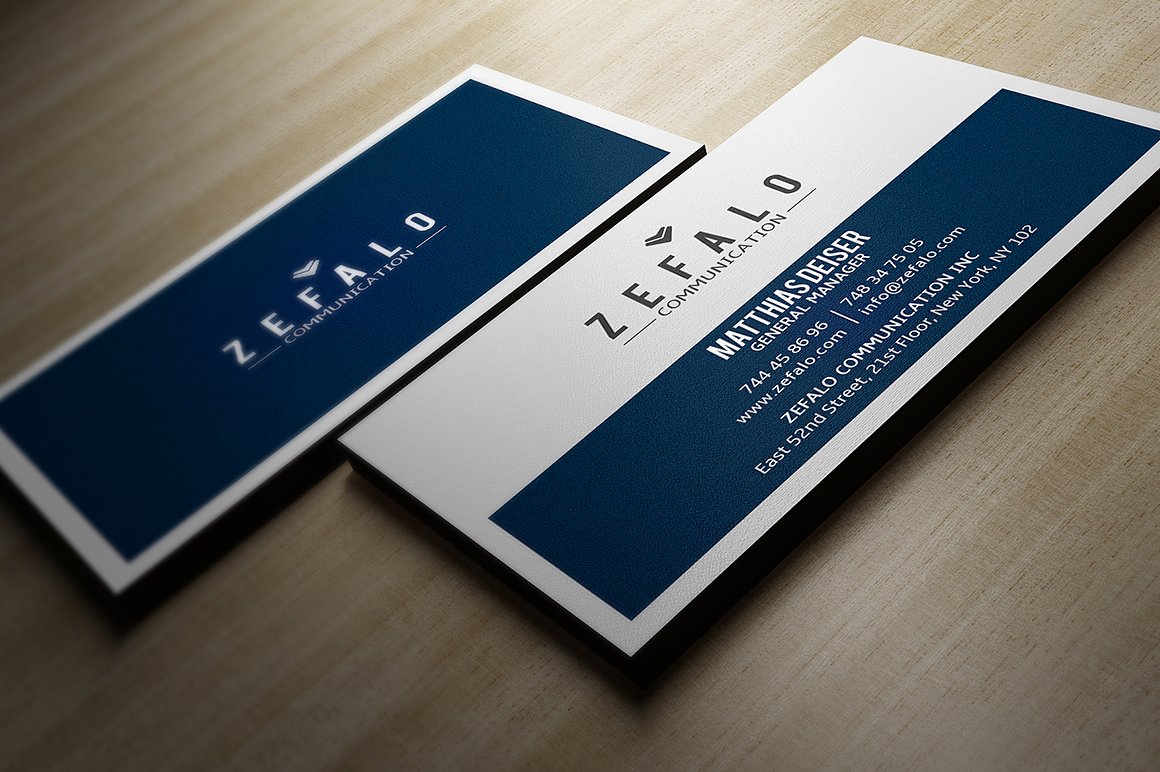 ZEFALO
COMMUNICATION
ZEFALO
COMMUNICATION
MATTHIAS DEISER
GENERAL MANAGER
744 45 86 96 | 748 34 75 05
www.zefalo.com | info@zefalo.com
ZEFALO COMMUNICATION INC
East 52nd Street, 21st Floor, New York, NY 102